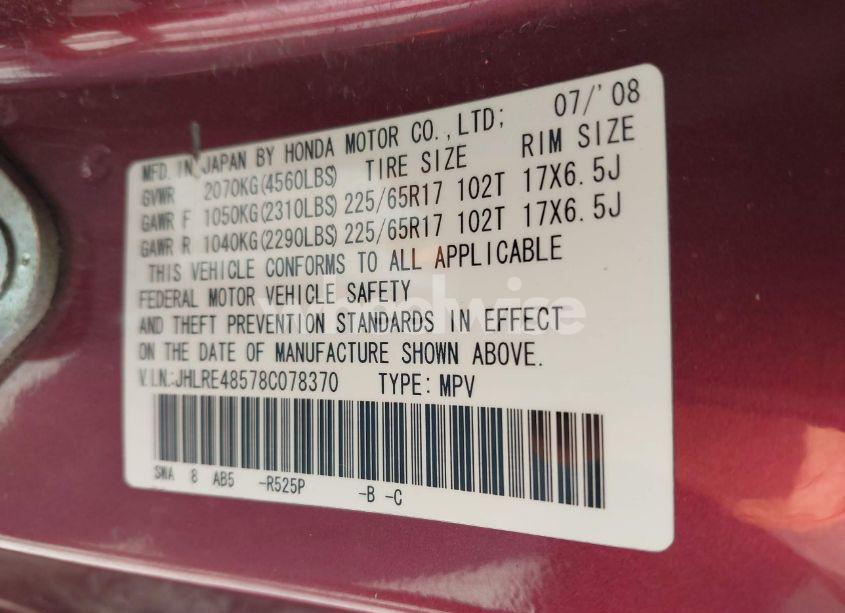 MFD. IN JAPAN BY HONDA MOTOR CO.,LTD; 07/'08
GVWR 2070KG(4560LBS) TIRE SIZE RIM SIZE
GAWR F 1050KG(2310LBS) 225/65R17 102T 17X6.5J
GAWR R 1040KG(2290LBS) 225/65R17 102T 17X6.5J
THIS VEHICLE CONFORMS TO ALL APPLICABLE
FEDERAL MOTOR VEHICLE SAFETY
AND THEFT PREVENTION STANDARDS IN EFFECT
ON THE DATE OF MANUFACTURE SHOWN ABOVE.
V.I.N.:JHLRE48578C078370 TYPE:MPV
SWA 8 AB5 -R525P -B -C